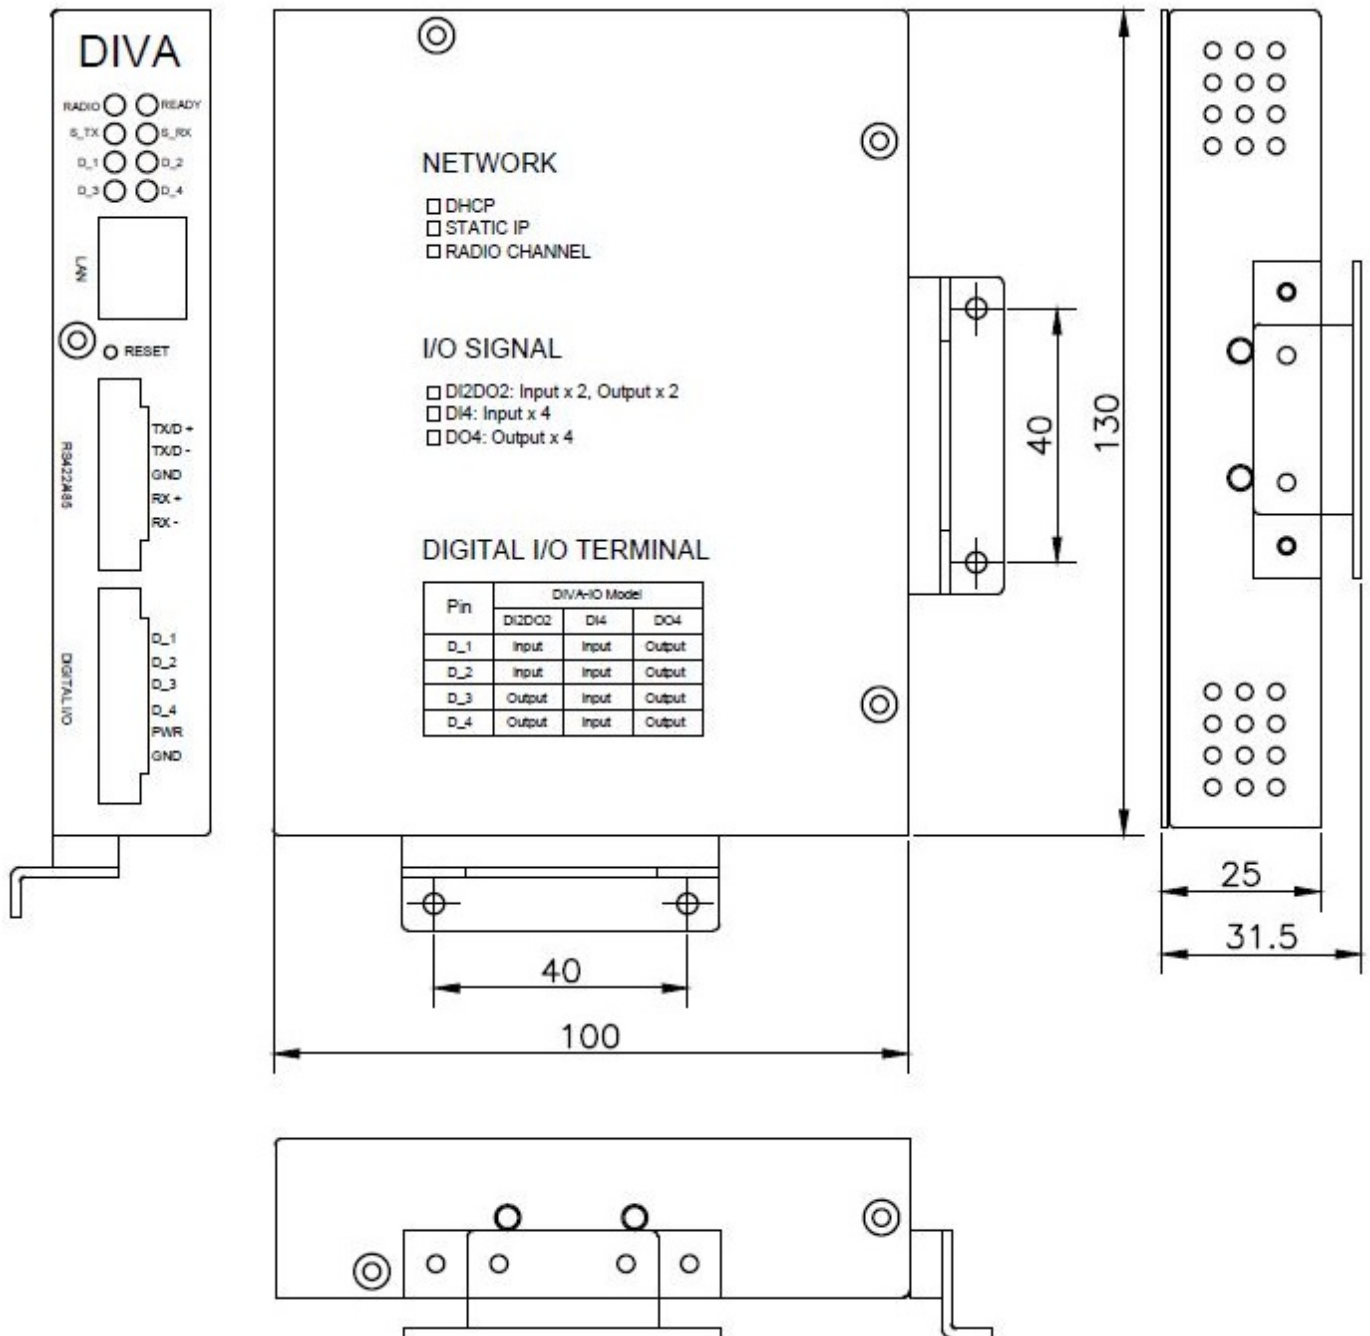 DIVA
RADIO READY
S_TX S_RX
D_1 D_2
D_3 D_4
LAN
RESET
RS422/485
TX/D +
TX/D -
GND
RX +
RX -
DIGITAL I/O
D_1
D_2
D_3
D_4
PWR
GND
NETWORK
DHCP
STATIC IP
RADIO CHANNEL
I/O SIGNAL
DI2DO2: Input x 2, Output x 2
DI4: Input x 4
DO4: Output x 4
DIGITAL I/O TERMINAL
Pin DIVA-IO Model
DI2DO2 DI4 DO4
D_1 Input Input Output
D_2 Input Input Output
D_3 Output Input Output
D_4 Output Input Output
40
130
40
100
25
31.5